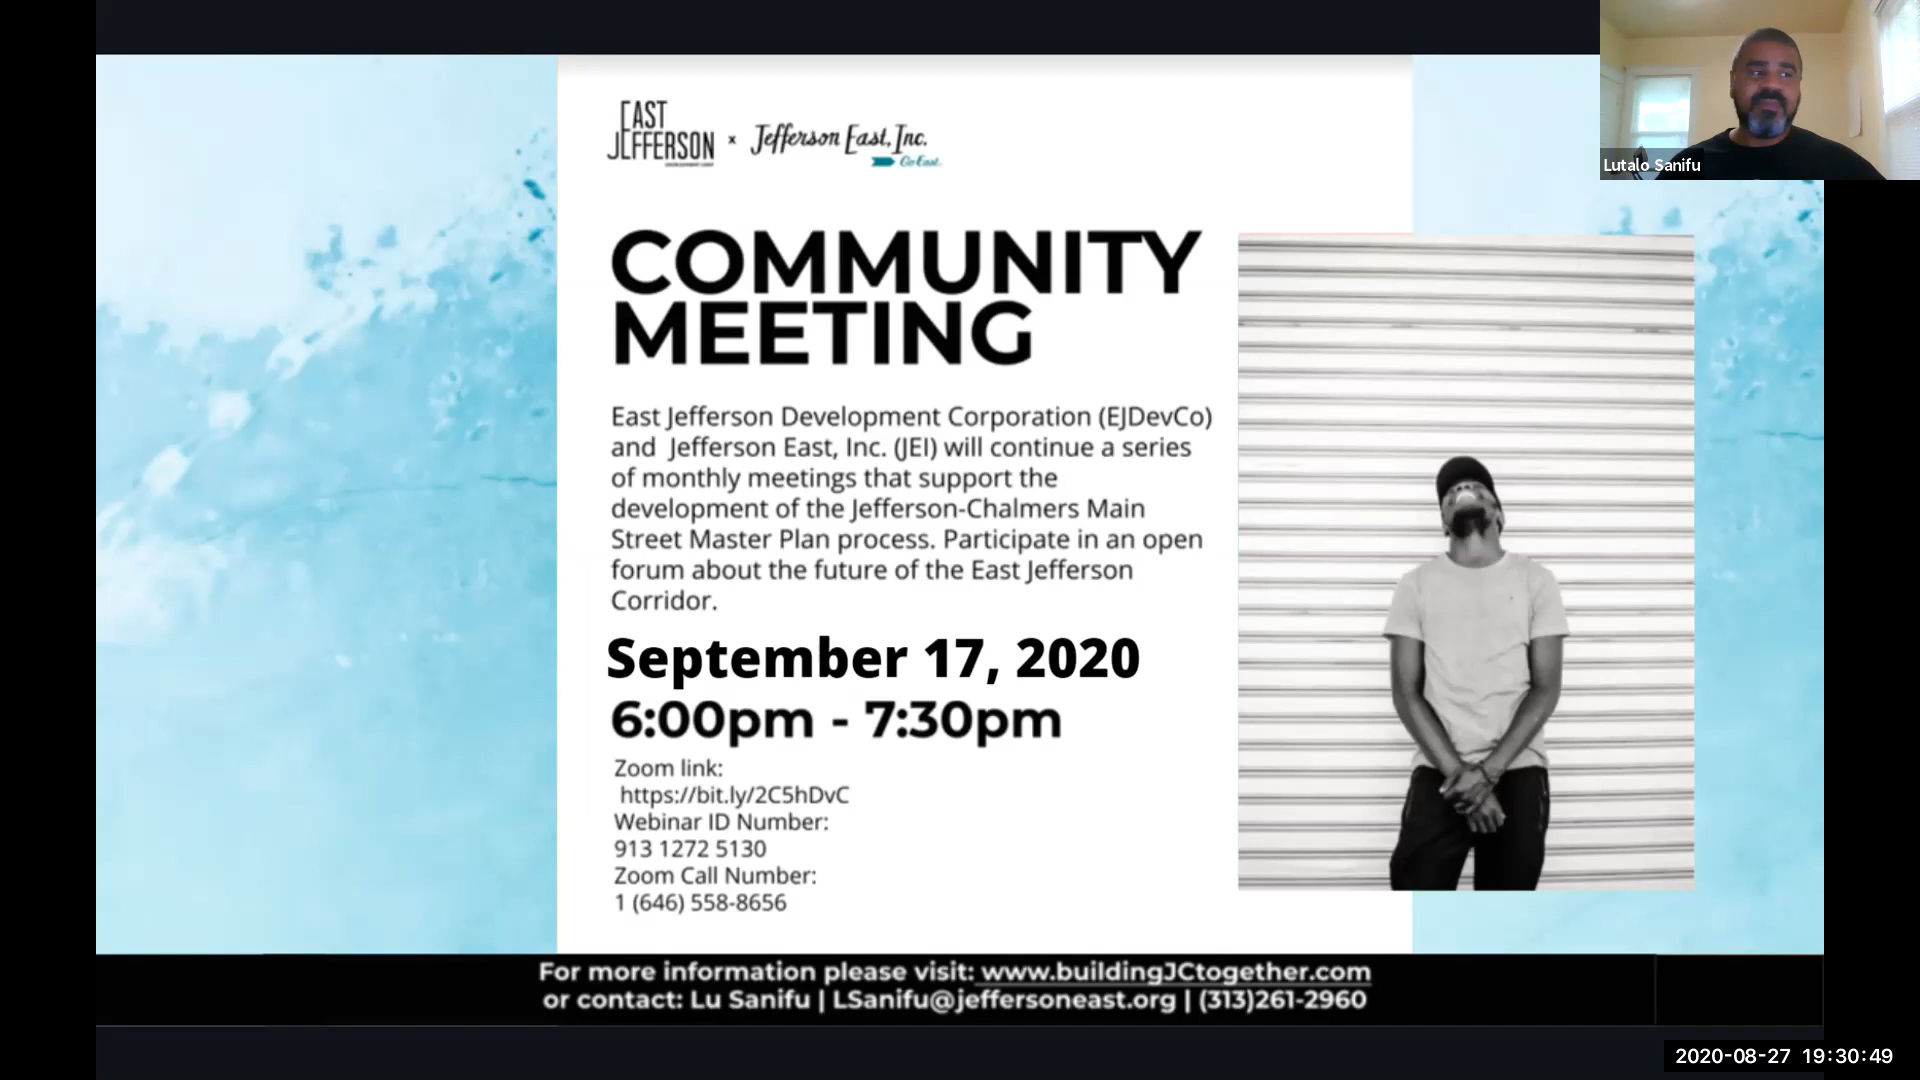 EAST
JEFFERSON
x
Jefferson East, Inc.
Go East.
COMMUNITY
MEETING
East Jefferson Development Corporation (EJDevCo)
and Jefferson East, Inc. (JEI) will continue a series
of monthly meetings that support the
development of the Jefferson-Chalmers Main
Street Master Plan process. Participate in an open
forum about the future of the East Jefferson
Corridor.
September 17, 2020
6:00pm - 7:30pm
Zoom link:
https://bit.ly/2C5hDvC
Webinar ID Number:
913 1272 5130
Zoom Call Number:
1 (646) 558-8656
For more information please visit: www.buildingJCtogether.com
or contact: Lu Sanifu | LSanifu@jeffersoneast.org | (313)261-2960
Lutalo Sanifu
2020-08-27 19:30:49